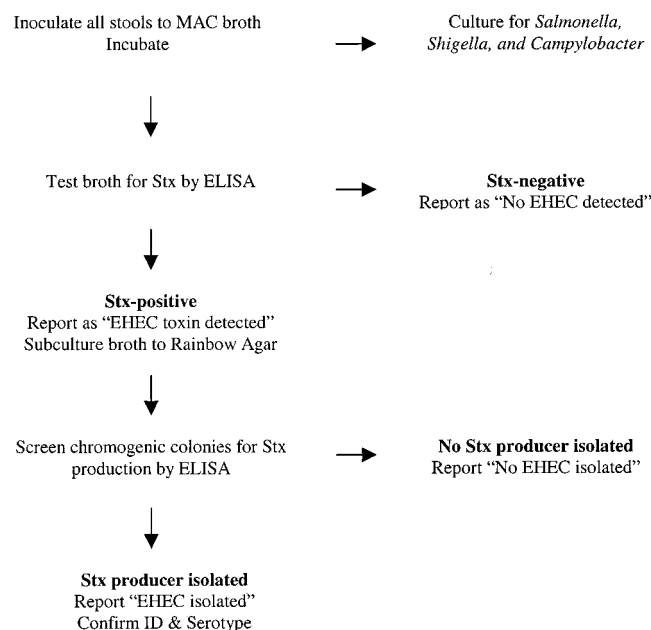 Inoculate all stools to MAC broth
Incubate
Culture for Salmonella,
Shigella, and Campylobacter
Test broth for Stx by ELISA
Stx-negative
Report as “No EHEC detected”
Stx-positive
Report as “EHEC toxin detected”
Subculture broth to Rainbow Agar
Screen chromogenic colonies for Stx
production by ELISA
No Stx producer isolated
Report “No EHEC isolated”
Stx producer isolated
Report “EHEC isolated”
Confirm ID & Serotype